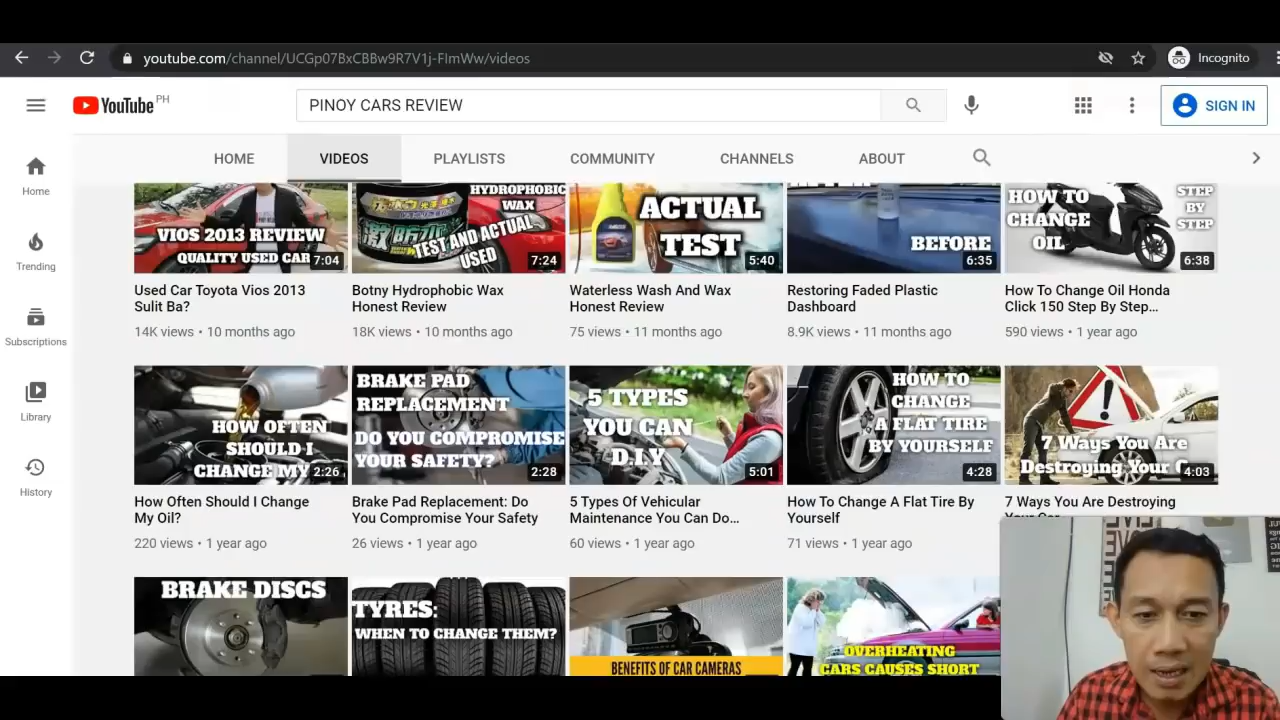 youtube.com/channel/UCGp07BxCBBw9R7V1j-FImWw/videos
Incognito
YouTube PH
PINOY CARS REVIEW
SIGN IN
HOME
VIDEOS
PLAYLISTS
COMMUNITY
CHANNELS
ABOUT
Home
Trending
Subscriptions
Library
History
VIOS 2013 REVIEW
QUALITY USED CAR
7:04
HYDROPHOBIC
WAX
TEST AND ACTUAL
USED
7:24
ACTUAL
TEST
5:40
BEFORE
6:35
HOW TO
CHANGE
OIL
STEP
BY
STEP
6:38
Used Car Toyota Vios 2013
Sulit Ba?
14K views • 10 months ago
Botny Hydrophobic Wax
Honest Review
18K views • 10 months ago
Waterless Wash And Wax
Honest Review
75 views • 11 months ago
Restoring Faded Plastic
Dashboard
8.9K views • 11 months ago
How To Change Oil Honda
Click 150 Step By Step...
590 views • 1 year ago
HOW OFTEN
SHOULD I
CHANGE MY
2:26
BRAKE PAD
REPLACEMENT
DO YOU COMPROMISE
YOUR SAFETY?
2:28
5 TYPES
YOU CAN
D.I.Y
5:01
HOW TO
CHANGE
A FLAT TIRE
BY YOURSELF
4:28
7 Ways You Are
Destroying Your
4:03
How Often Should I Change
My Oil?
220 views • 1 year ago
Brake Pad Replacement: Do
You Compromise Your Safety
26 views • 1 year ago
5 Types Of Vehicular
Maintenance You Can Do...
60 views • 1 year ago
How To Change A Flat Tire By
Yourself
71 views • 1 year ago
7 Ways You Are Destroying
Your Car
BRAKE DISCS
TYRES:
WHEN TO CHANGE THEM?
BENEFITS OF CAR CAMERAS
OVERHEATING
CARS CAUSES SHORT